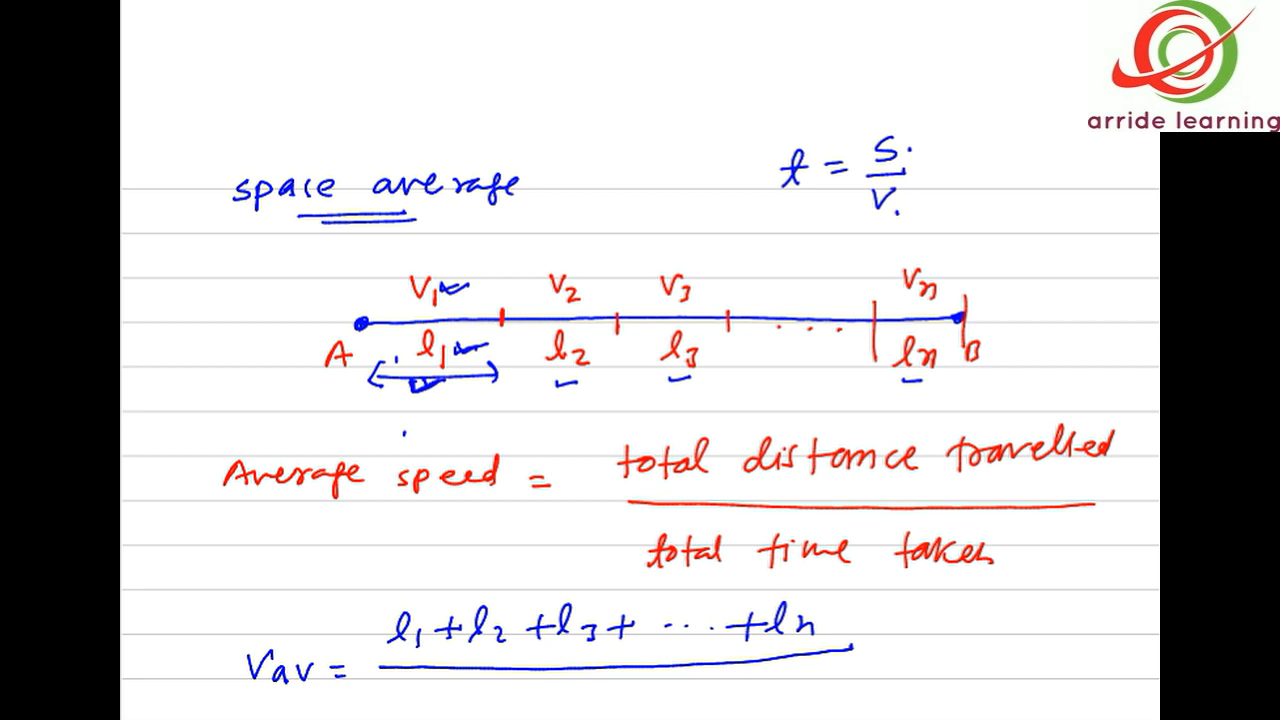 arride learning
space average
t = S/V
V1 V2 V3 Vn
A l1 l2 l3 . . . ln B
Average speed = total distance travelled
total time taken
Vav = l1 + l2 + l3 + ... + ln